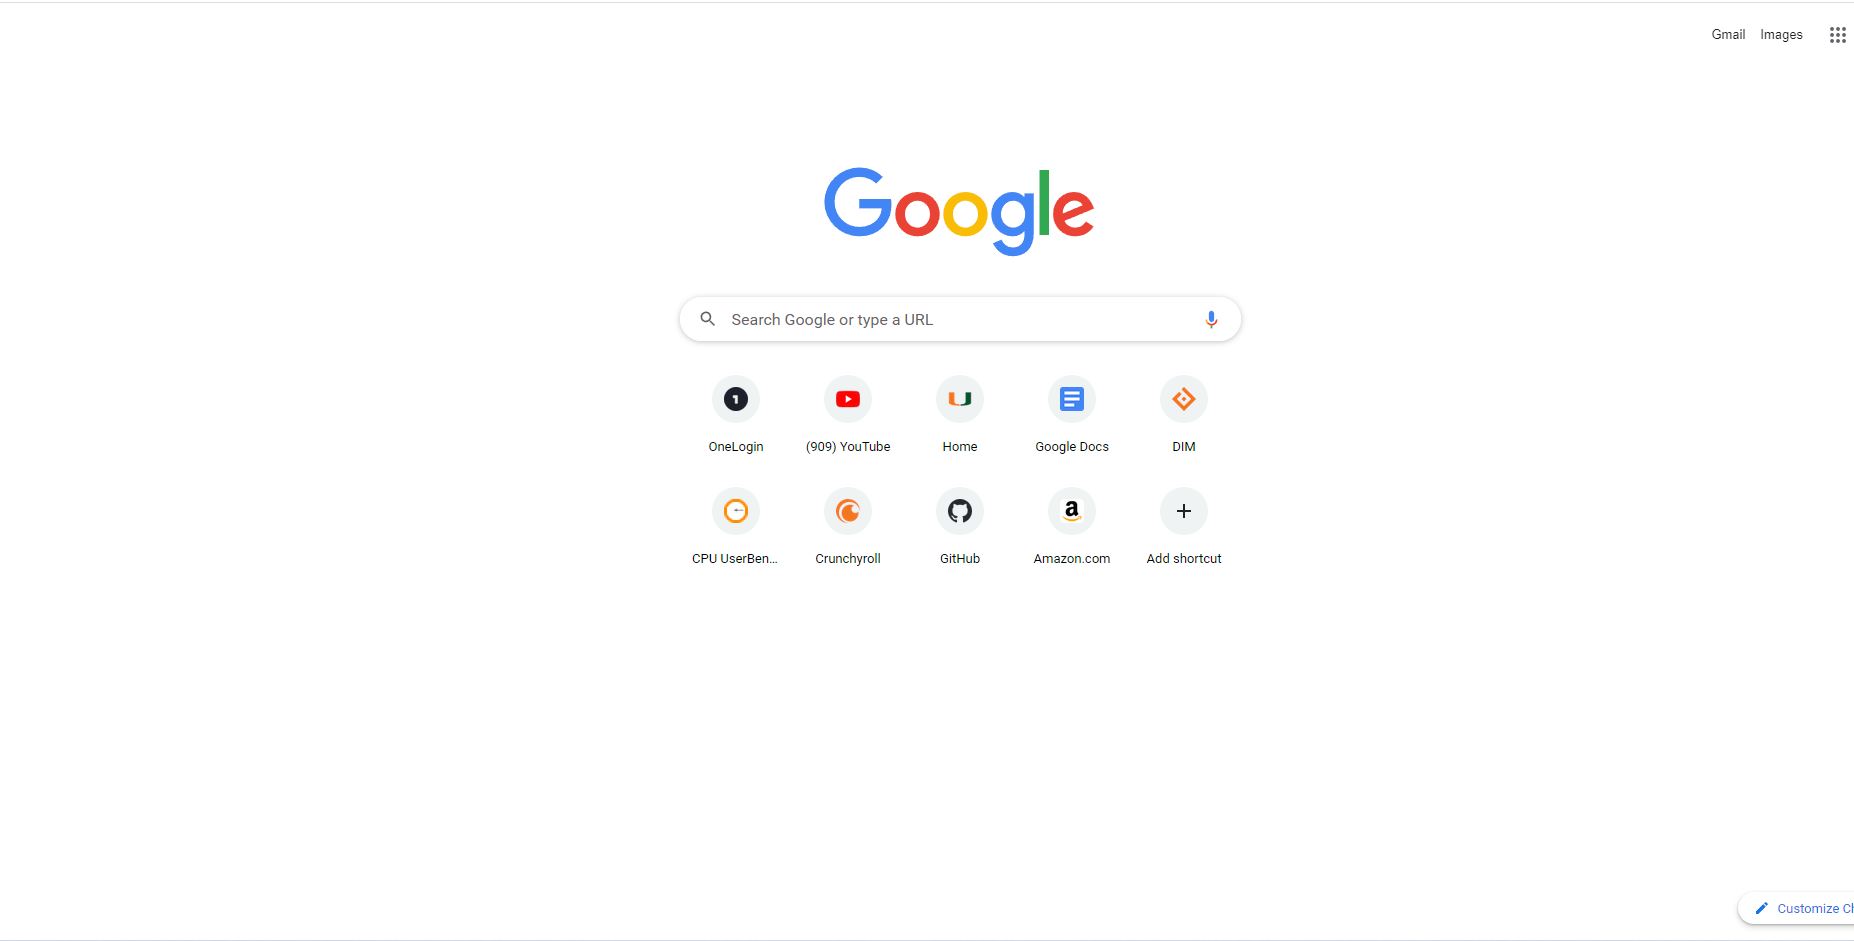 Gmail Images
Google
Search Google or type a URL
OneLogin (909) YouTube Home Google Docs DIM
CPU UserBen... Crunchyroll GitHub Amazon.com Add shortcut
Customize Ch